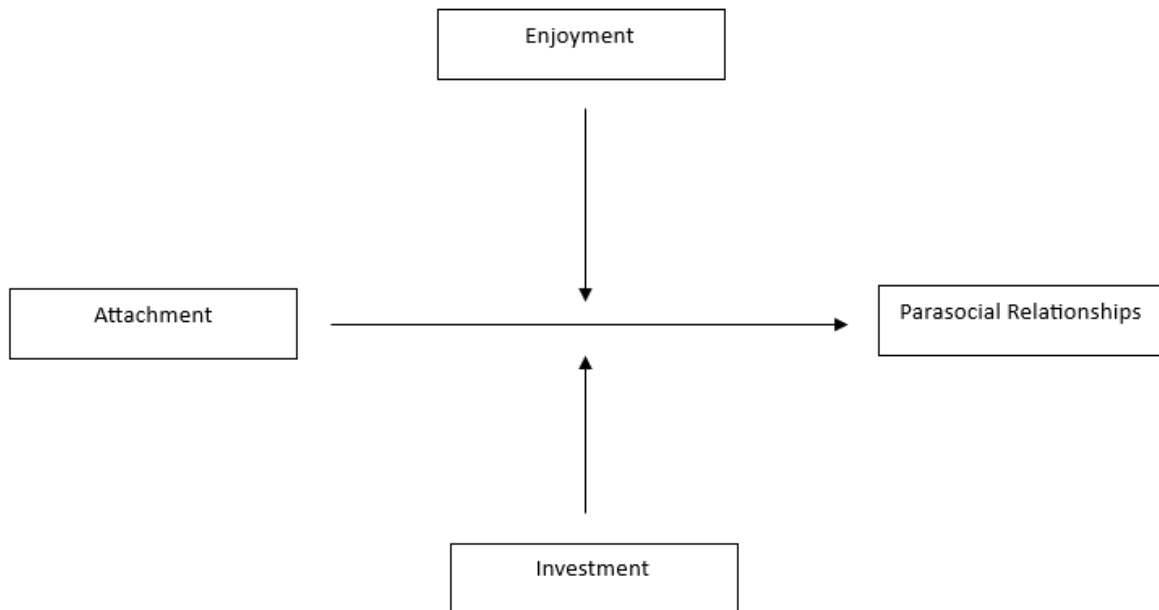 Enjoyment
Attachment
Parasocial Relationships
Investment